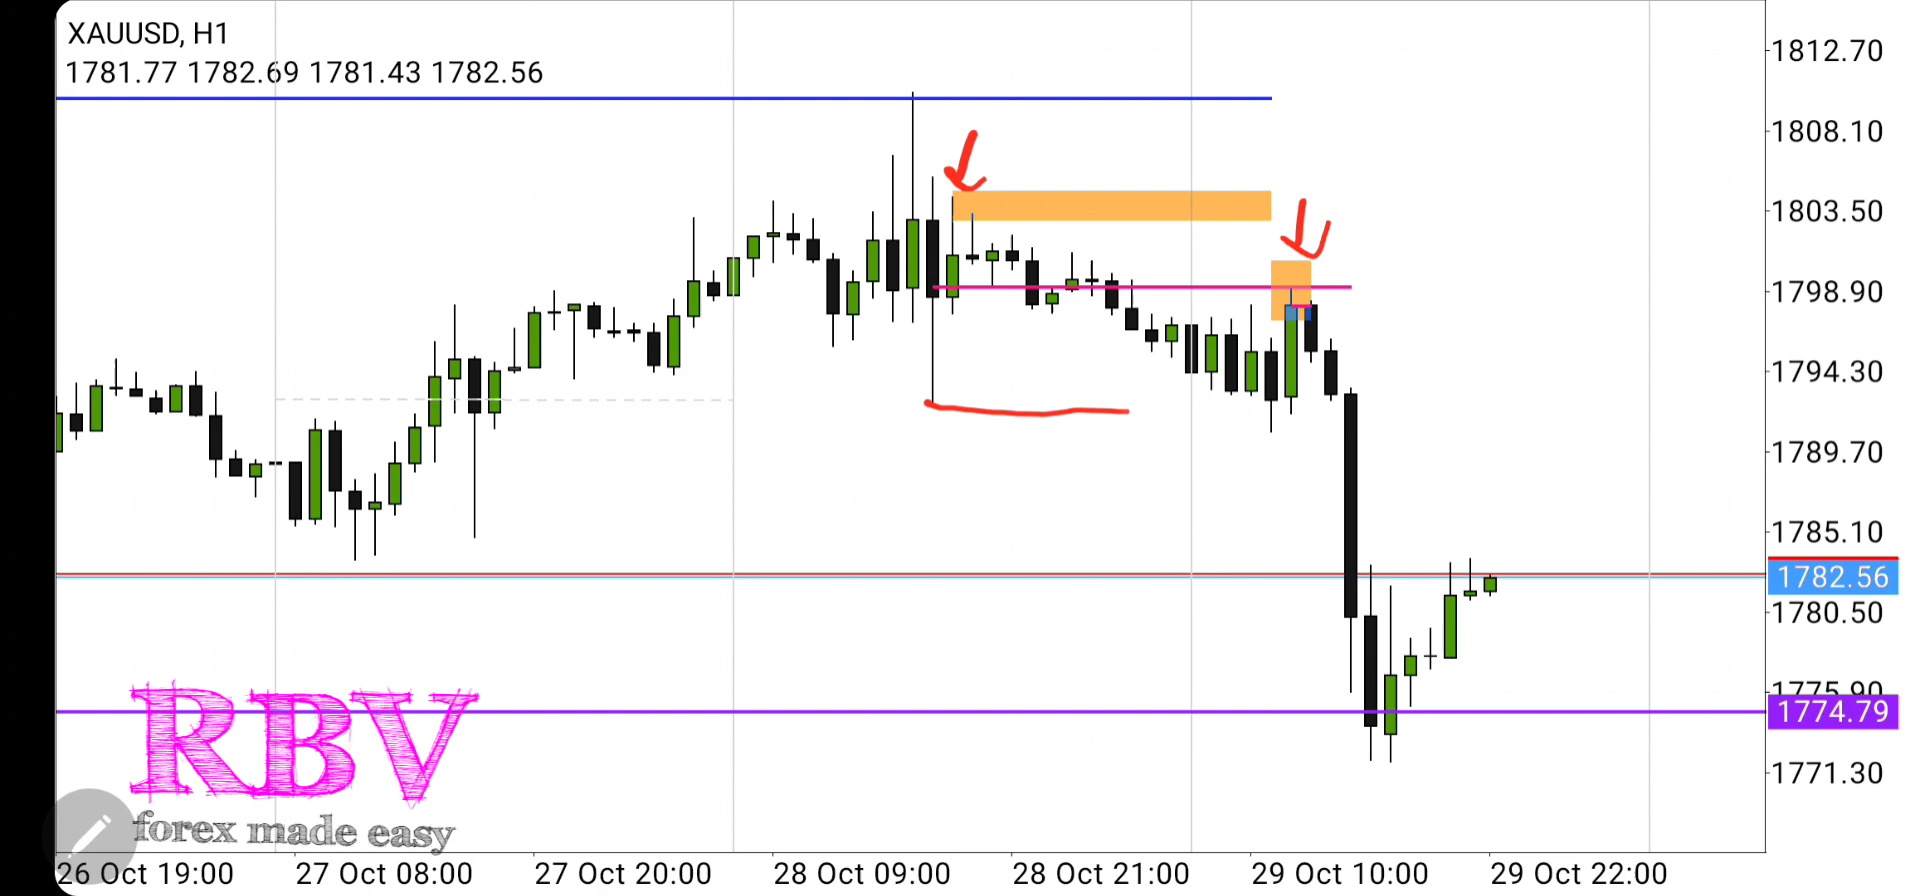 XAUUSD, H1
1781.77 1782.69 1781.43 1782.56
1812.70
1808.10
1803.50
1798.90
1794.30
1789.70
1785.10
1782.56
1780.50
1775.90
1774.79
1771.30
RBV
forex made easy
26 Oct 19:00 27 Oct 08:00 27 Oct 20:00 28 Oct 09:00 28 Oct 21:00 29 Oct 10:00 29 Oct 22:00